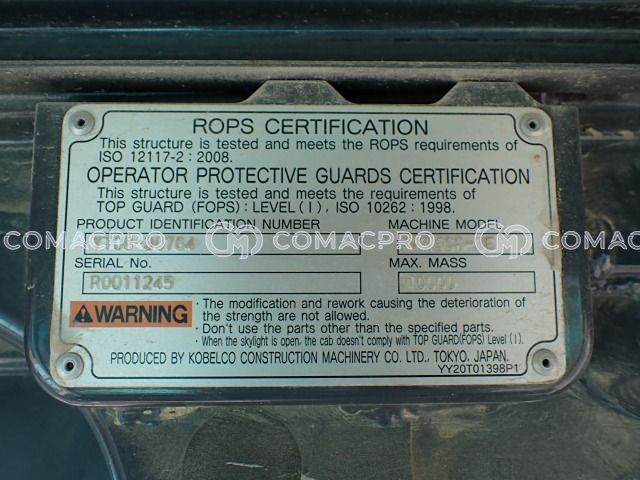 ROPS CERTIFICATION
This structure is tested and meets the ROPS requirements of
ISO 12117-2 : 2008.
OPERATOR PROTECTIVE GUARDS CERTIFICATION
This structure is tested and meets the requirements of
TOP GUARD (FOPS) : LEVEL ( I ) , ISO 10262 : 1998.
PRODUCT IDENTIFICATION NUMBER MACHINE MODEL
COMACPRO COMACPRO COMACPRO
SERIAL No. MAX. MASS
R0011245
WARNING
· The modification and rework causing the deterioration of
the strength are not allowed.
· Don't use the parts other than the specified parts.
· When the skylight is open, the cab doesn't comply with TOP GUARD(FOPS) Level ( I ).
PRODUCED BY KOBELCO CONSTRUCTION MACHINERY CO. LTD., TOKYO, JAPAN.
YY20T01398P1